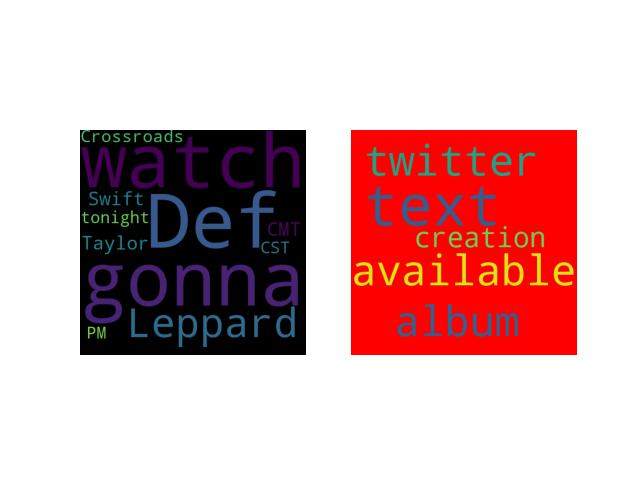 Crossroads
watch
Swift
Def
tonight
CMT
Taylor
CST
gonna
Leppard
PM
twitter
text
creation
available
album